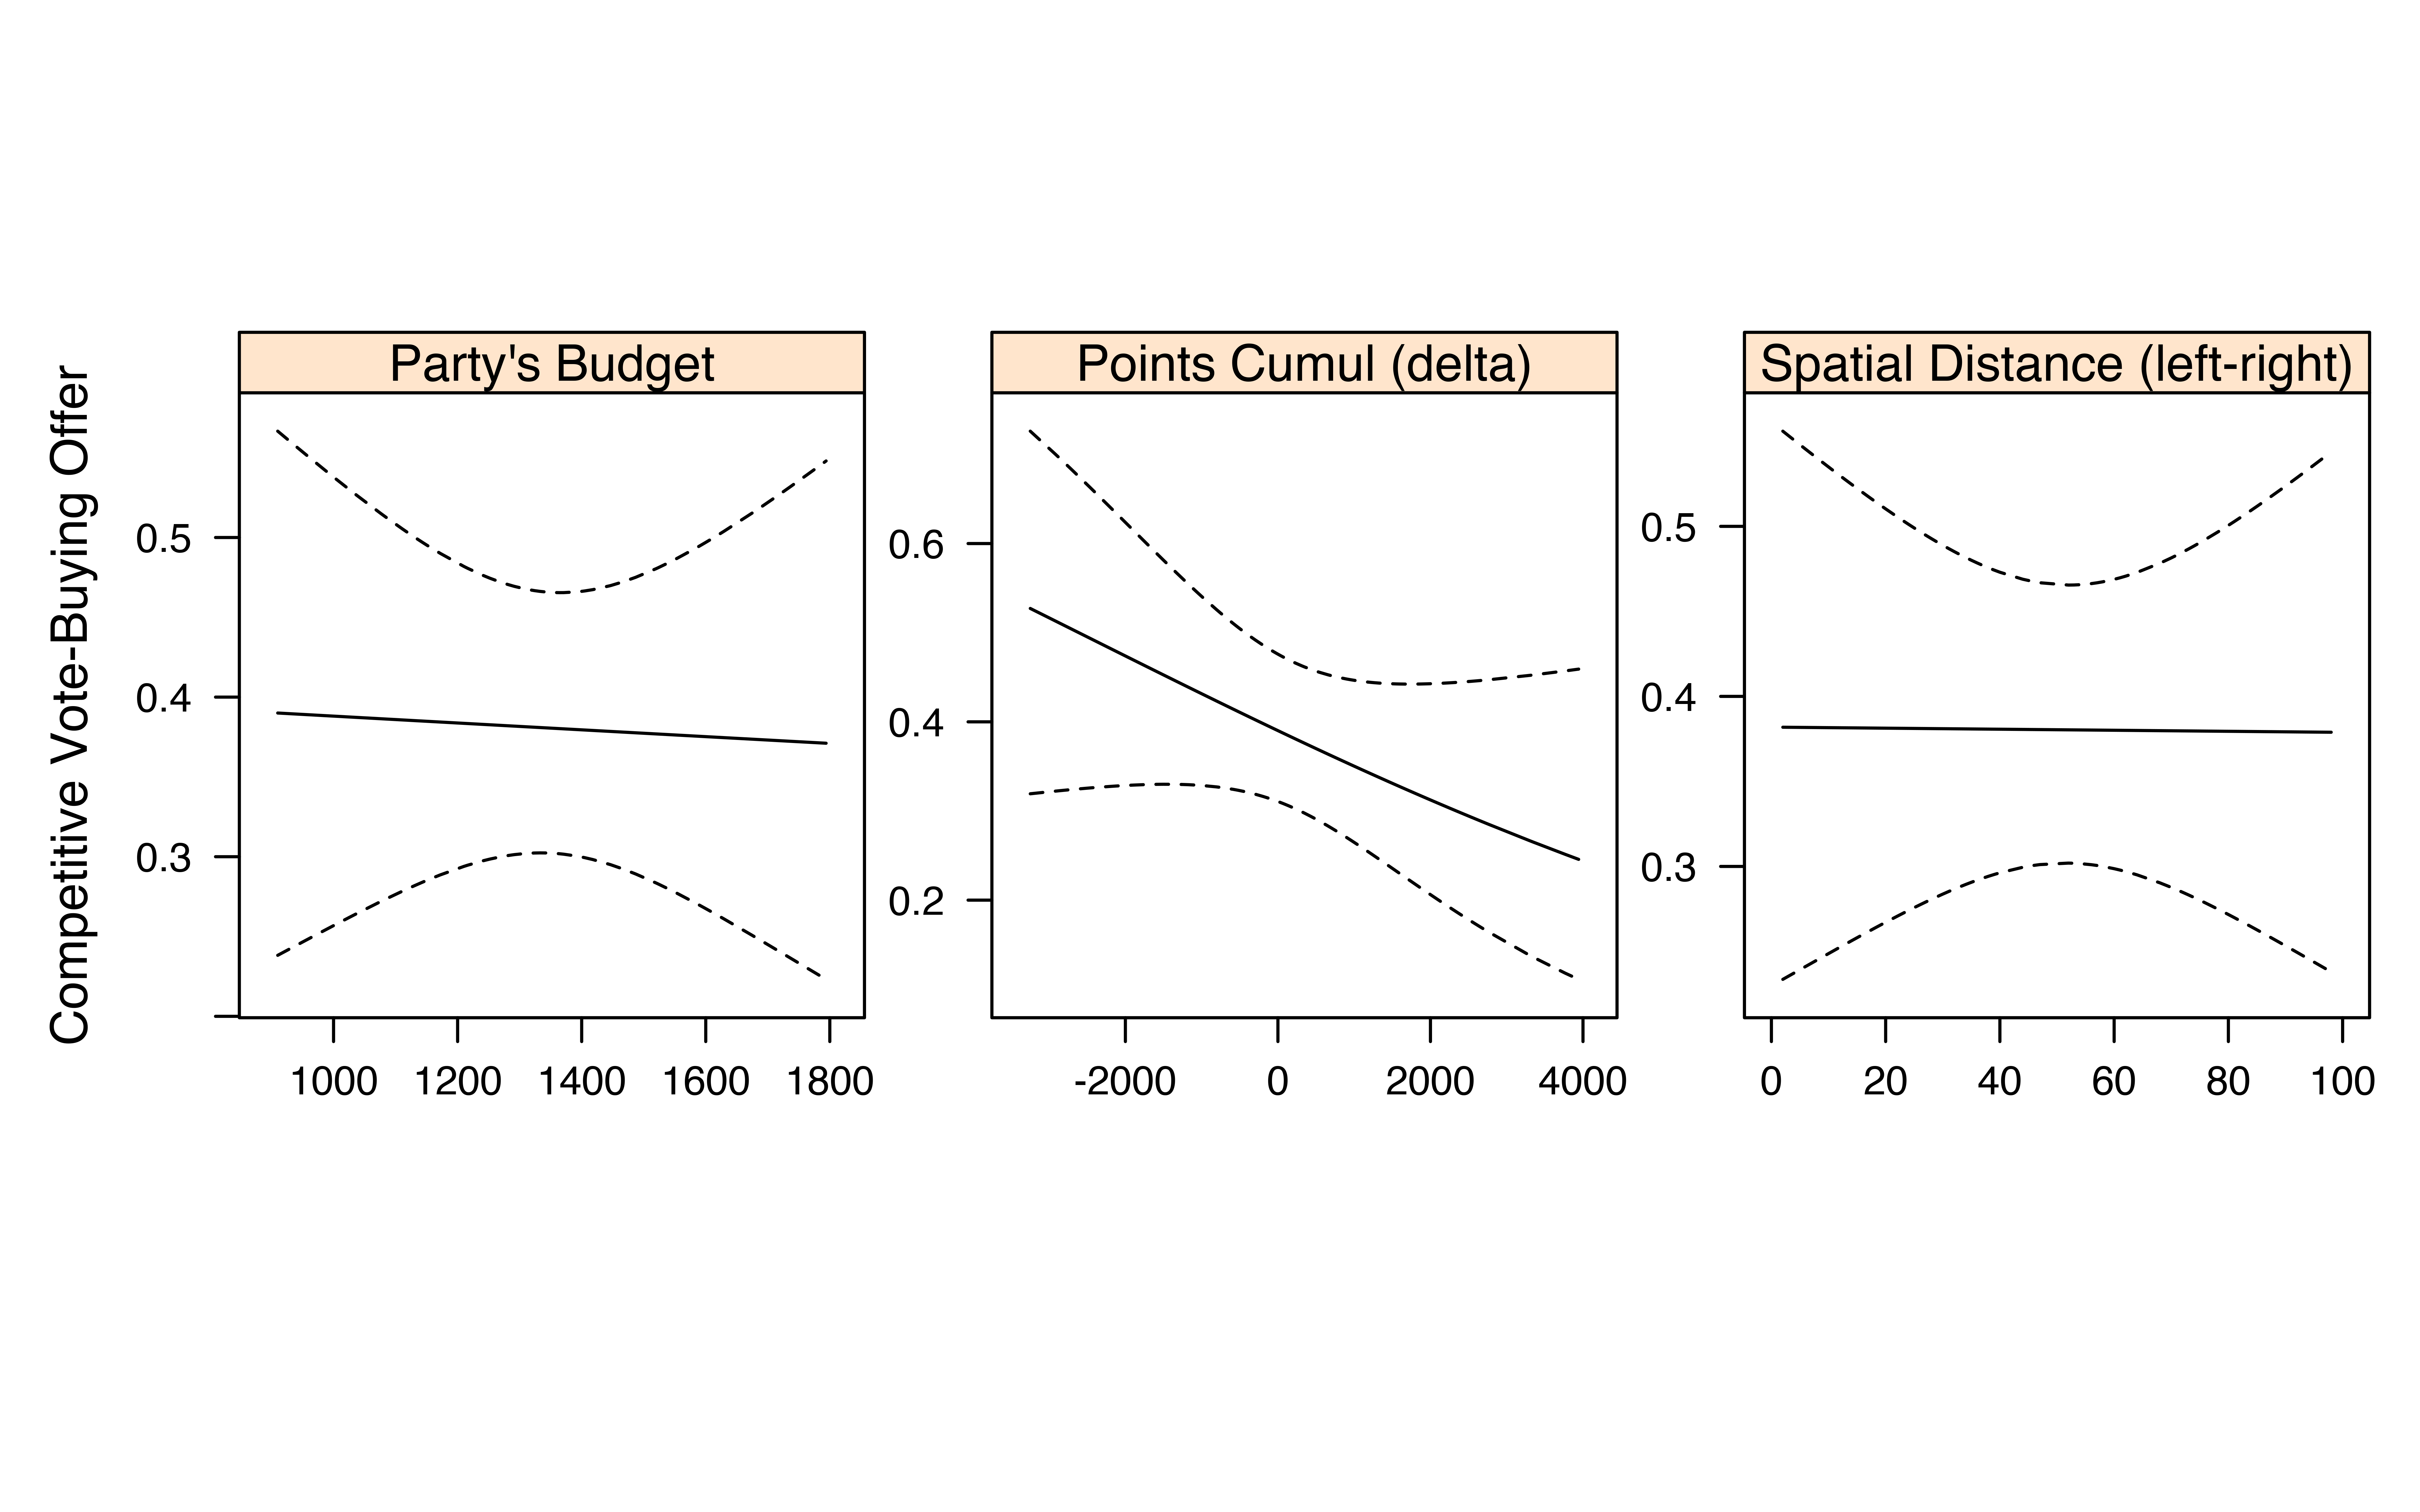 Competitive Vote-Buying Offer
Party's Budget
0.5
0.4
0.3
1000 1200 1400 1600 1800
Points Cumul (delta)
0.6
0.4
0.2
-2000 0 2000 4000
Spatial Distance (left-right)
0.5
0.4
0.3
0 20 40 60 80 100